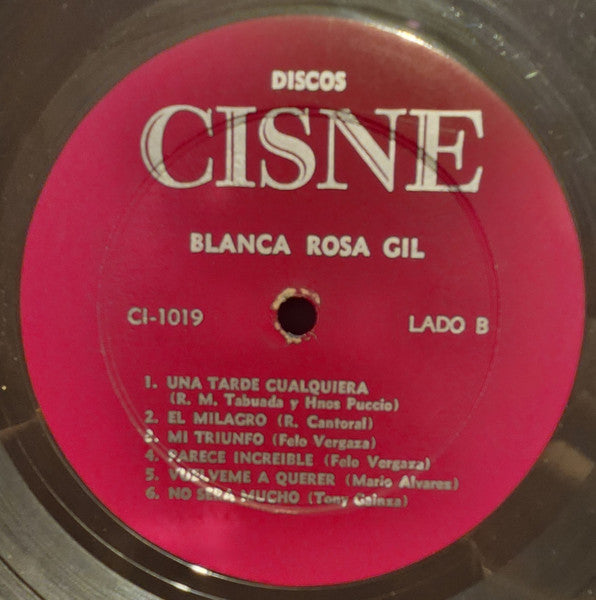 DISCOS
CISNE
BLANCA ROSA GIL
CI-1019
LADO B
1. UNA TARDE CUALQUIERA
(R. M. Tabuada y Hnos Puccio)
2. EL MILAGRO (R. Cantoral)
3. MI TRIUNFO (Felo Vergaza)
4. PARECE INCREIBLE (Felo Vergaza)
5. VUELVEME A QUERER (Mario Alvarez)
6. NO SERA MUCHO (Tony Gainza)